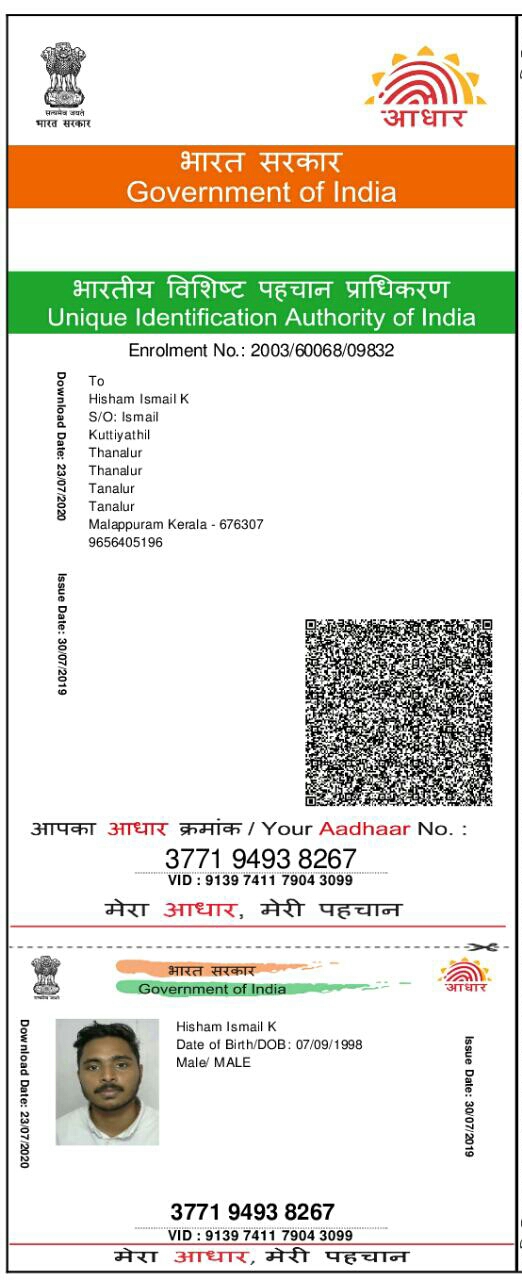 सत्यमेव जयते
भारत सरकार
आधार
भारत सरकार
Government of India
भारतीय विशिष्ट पहचान प्राधिकरण
Unique Identification Authority of India
Enrolment No.: 2003/60068/09832
Download Date: 23/07/2020
To
Hisham Ismail K
S/O: Ismail
Kuttiyathil
Thanalur
Thanalur
Tanalur
Tanalur
Malappuram Kerala - 676307
9656405196
Issue Date: 30/07/2019
आपका आधार क्रमांक / Your Aadhaar No. :
3771 9493 8267
VID : 9139 7411 7904 3099
मेरा आधार, मेरी पहचान
सत्यमेव जयते
भारत सरकार
Government of India
आधार
Download Date: 23/07/2020
Hisham Ismail K
Date of Birth/DOB: 07/09/1998
Male/ MALE
Issue Date: 30/07/2019
3771 9493 8267
VID : 9139 7411 7904 3099
मेरा आधार, मेरी पहचान